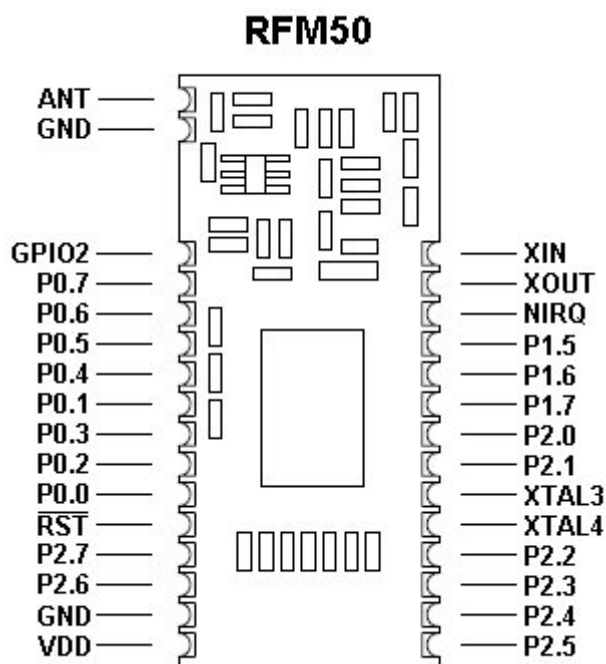 RFM50
ANT
GND
GPIO2
P0.7
P0.6
P0.5
P0.4
P0.1
P0.3
P0.2
P0.0
RST
P2.7
P2.6
GND
VDD
XIN
XOUT
NIRQ
P1.5
P1.6
P1.7
P2.0
P2.1
XTAL3
XTAL4
P2.2
P2.3
P2.4
P2.5